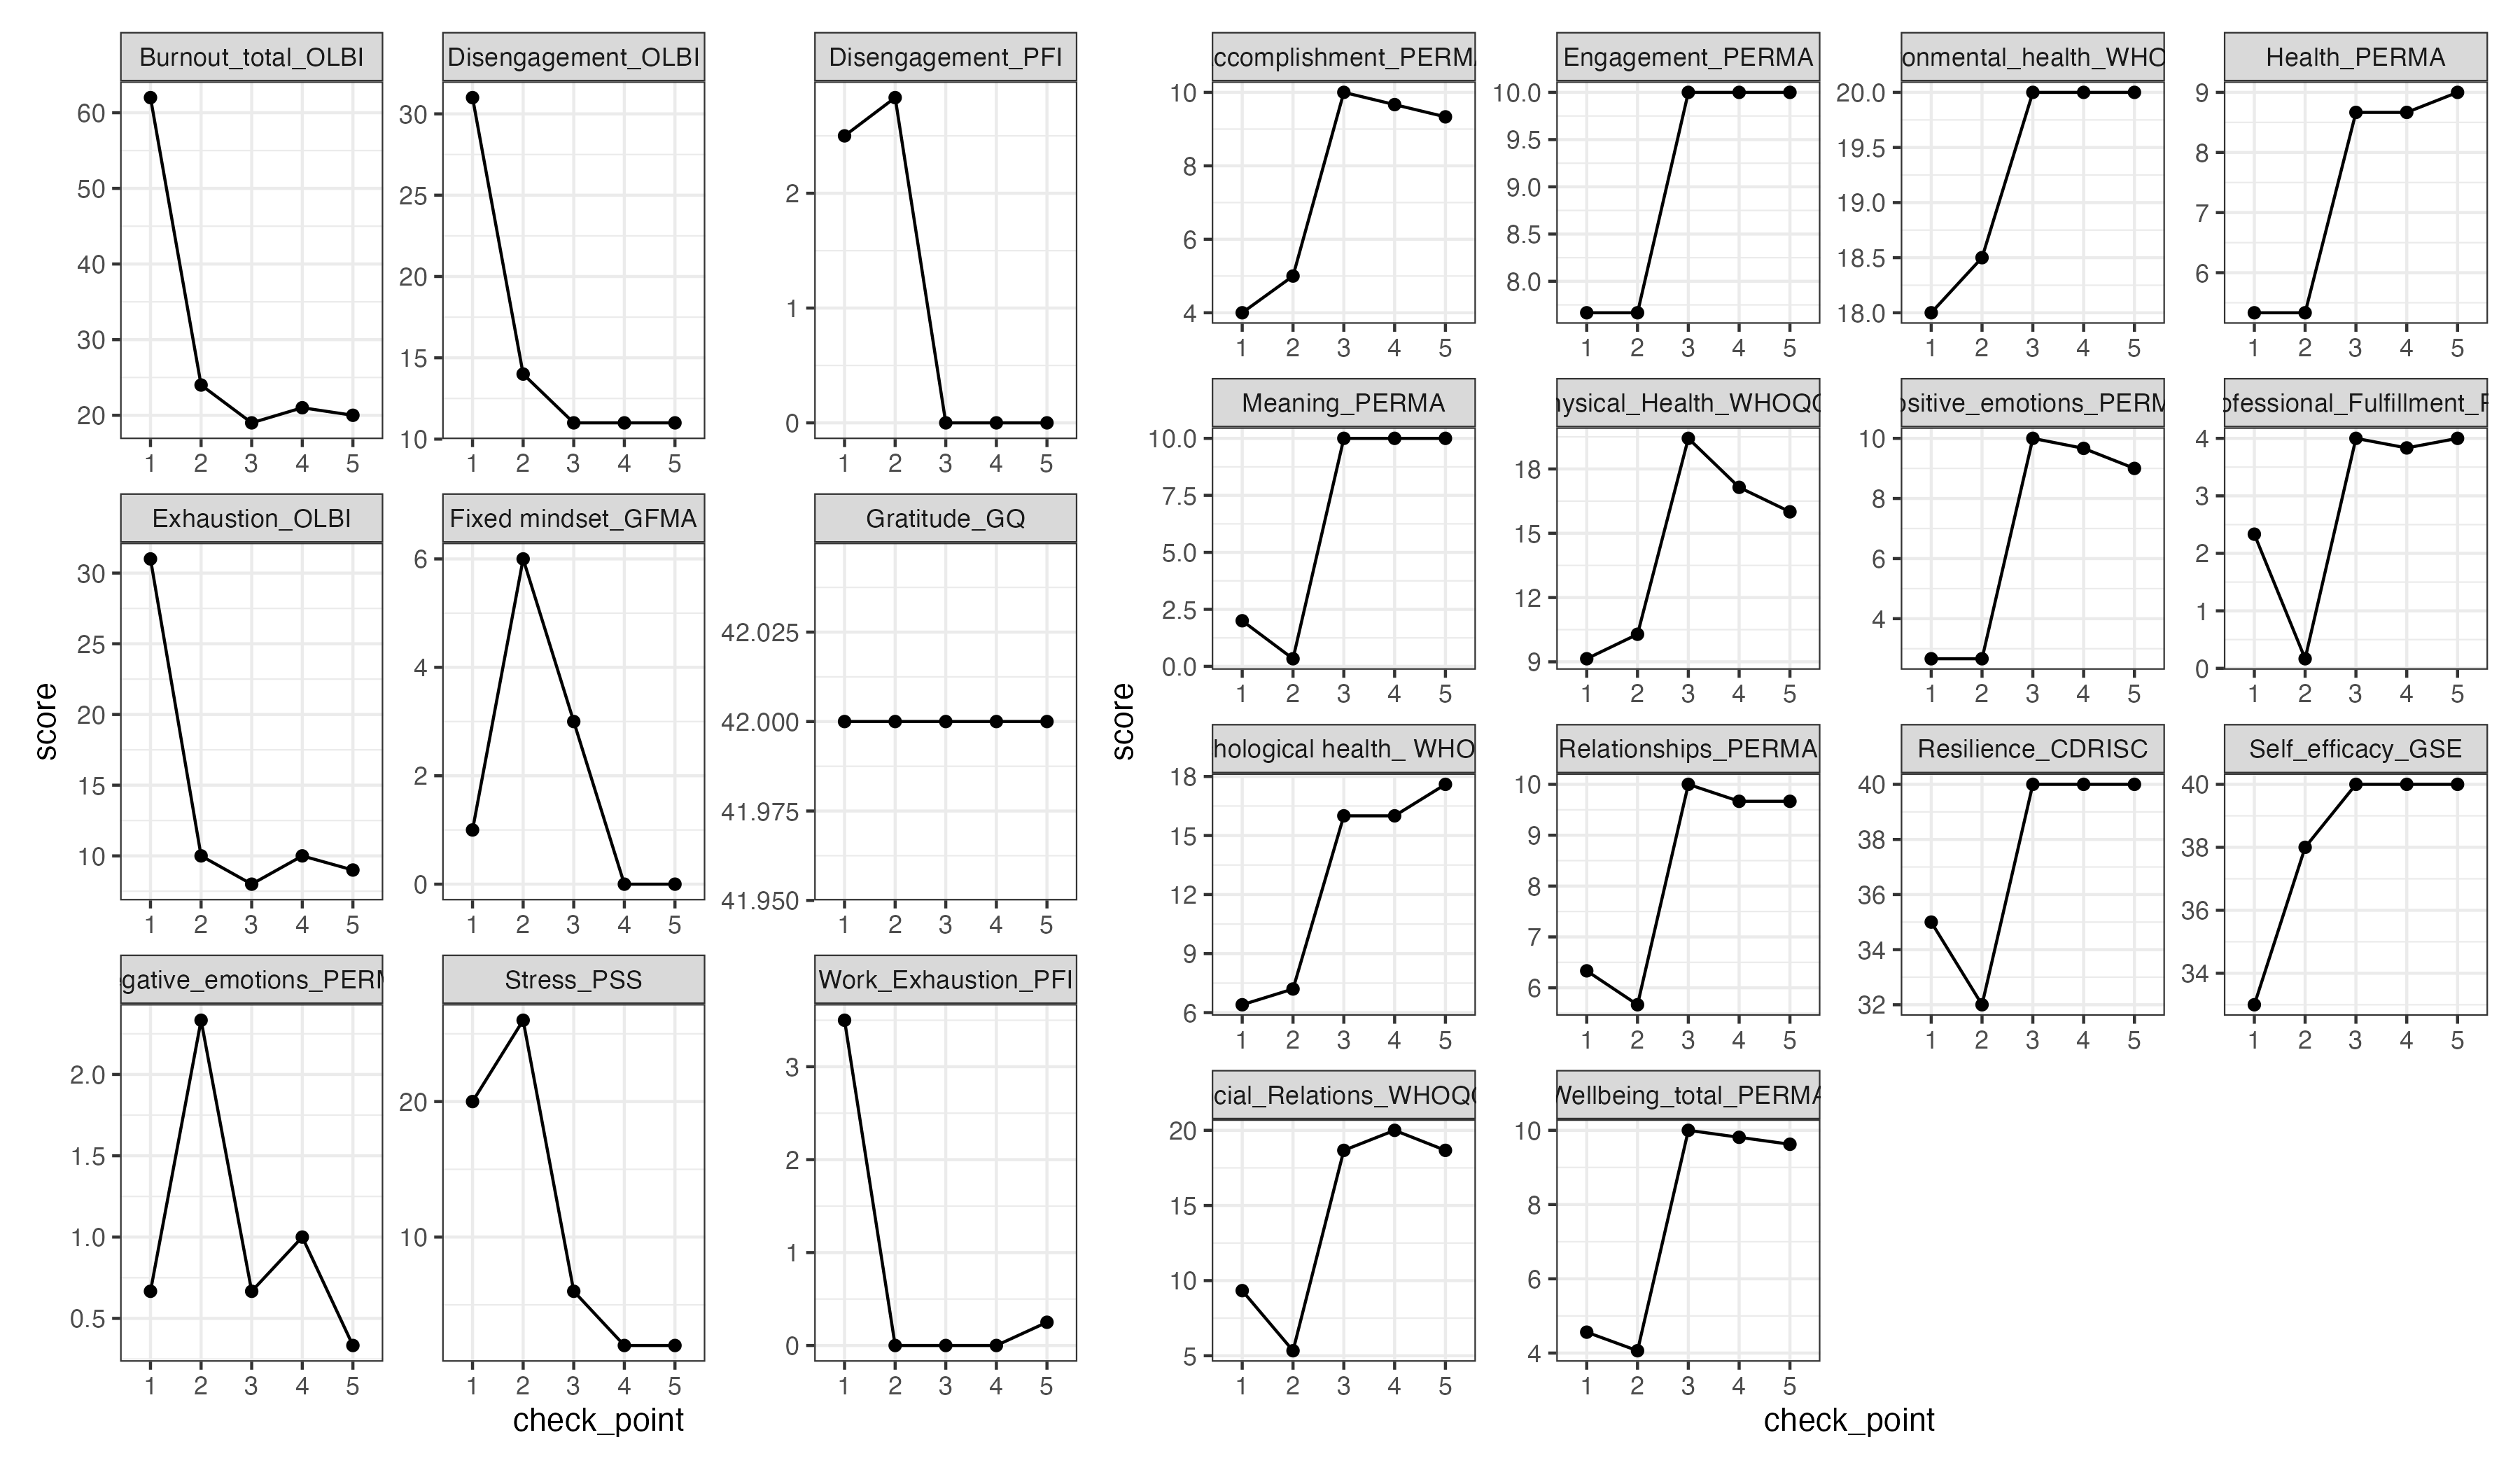 Burnout_total_OLBI
60
50
40
30
20
1 2 3 4 5
Disengagement_OLBI
30
25
20
15
10
1 2 3 4 5
Disengagement_PFI
2
1
0
1 2 3 4 5
Exhaustion_OLBI
30
25
20
15
10
1 2 3 4 5
Fixed mindset_GFMA
6
4
2
0
1 2 3 4 5
Gratitude_GQ
42.025
42.000
41.975
41.950
1 2 3 4 5
gative_emotions_PERM
2.0
1.5
1.0
0.5
1 2 3 4 5
Stress_PSS
20
10
1 2 3 4 5
Work_Exhaustion_PFI
3
2
1
0
1 2 3 4 5
score
check_point
ccomplishment_PERM
10
8
6
4
1 2 3 4 5
Engagement_PERMA
10.0
9.5
9.0
8.5
8.0
1 2 3 4 5
onmental_health_WHO
20.0
19.5
19.0
18.5
18.0
1 2 3 4 5
Health_PERMA
9
8
7
6
1 2 3 4 5
Meaning_PERMA
10.0
7.5
5.0
2.5
0.0
1 2 3 4 5
hysical_Health_WHOQ
18
15
12
9
1 2 3 4 5
ositive_emotions_PERM
10
8
6
4
1 2 3 4 5
ofessional_Fulfillment_P
4
3
2
1
0
1 2 3 4 5
hological health_ WHO
18
15
12
9
6
1 2 3 4 5
Relationships_PERMA
10
9
8
7
6
1 2 3 4 5
Resilience_CDRISC
40
38
36
34
32
1 2 3 4 5
Self_efficacy_GSE
40
38
36
34
1 2 3 4 5
cial_Relations_WHOQ
20
15
10
5
1 2 3 4 5
Wellbeing_total_PERMA
10
8
6
4
1 2 3 4 5
score
check_point